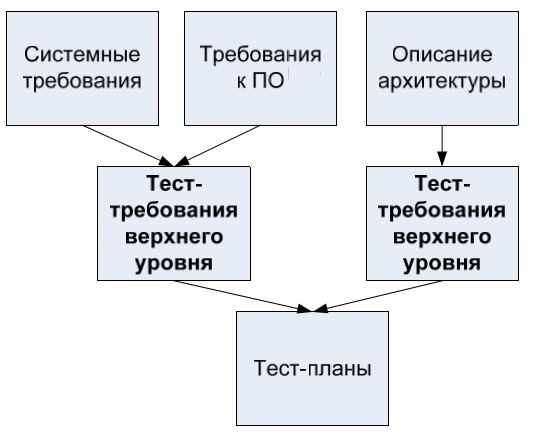 Системные
требования
Требования
к ПО
Описание
архитектуры
Тест-
требования
верхнего
уровня
Тест-
требования
верхнего
уровня
Тест-планы